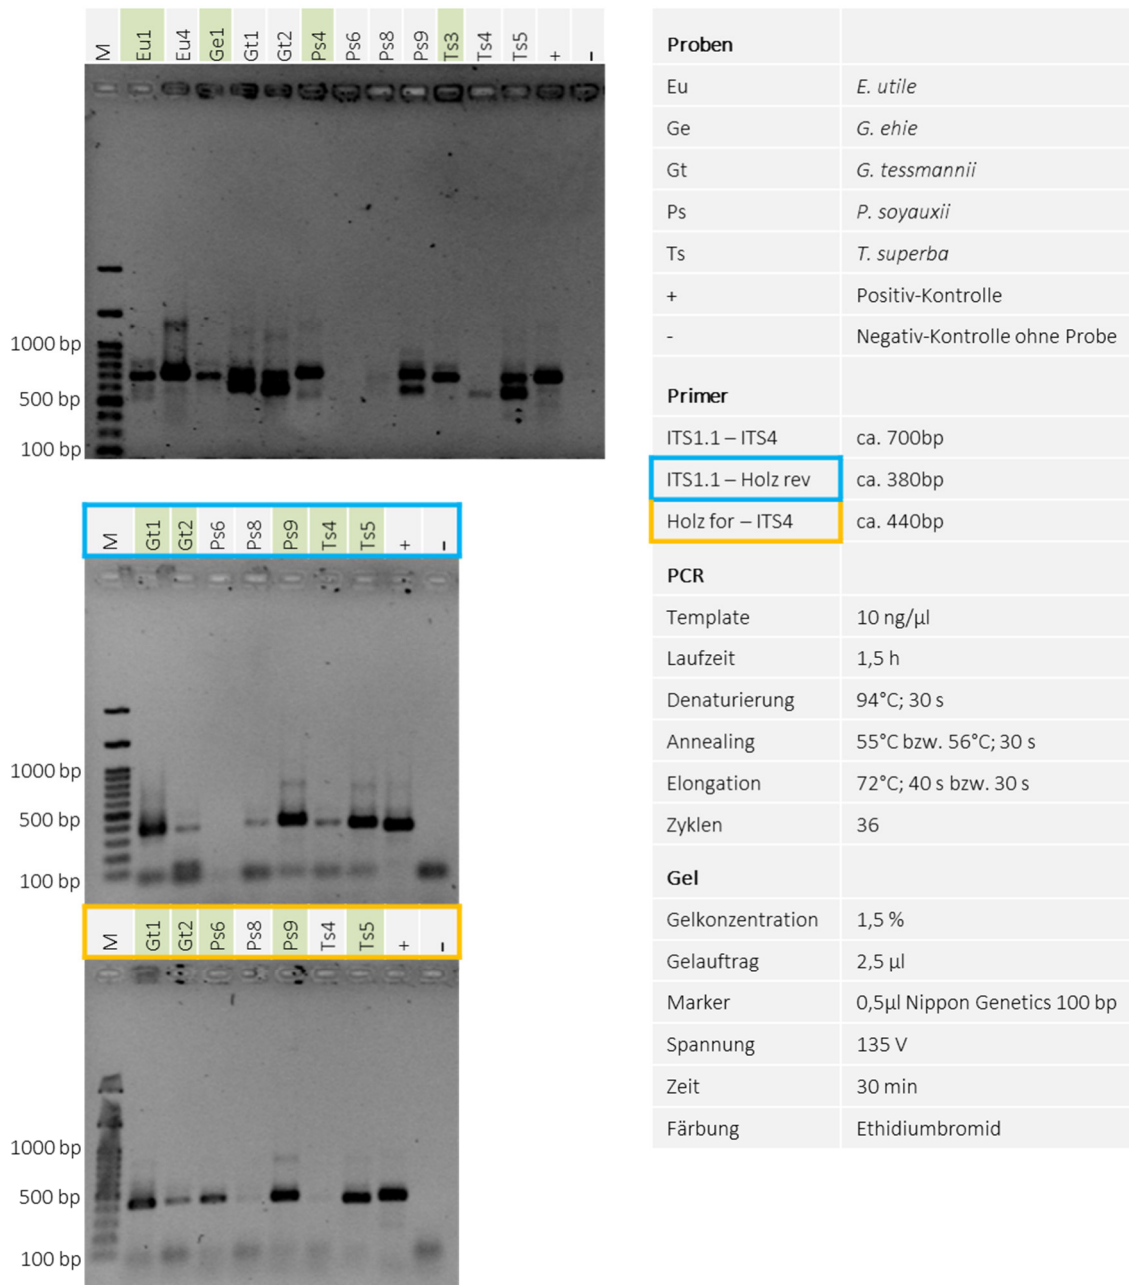 M Eu1 Eu4 Ge1 Gt1 Gt2 Ps4 Ps6 Ps8 Ps9 Ts3 Ts4 Ts5 + -
1000 bp
500 bp
100 bp
M Gt1 Gt2 Ps6 Ps8 Ps9 Ts4 Ts5 + -
1000 bp
500 bp
100 bp
M Gt1 Gt2 Ps6 Ps8 Ps9 Ts4 Ts5 + -
1000 bp
500 bp
100 bp
Proben
Eu E. utile
Ge G. ehie
Gt G. tessmannii
Ps P. soyauxii
Ts T. superba
+ Positiv-Kontrolle
- Negativ-Kontrolle ohne Probe
Primer
ITS1.1 – ITS4 ca. 700bp
ITS1.1 – Holz rev ca. 380bp
Holz for – ITS4 ca. 440bp
PCR
Template 10 ng/µl
Laufzeit 1,5 h
Denaturierung 94°C; 30 s
Annealing 55°C bzw. 56°C; 30 s
Elongation 72°C; 40 s bzw. 30 s
Zyklen 36
Gel
Gelkonzentration 1,5 %
Gelauftrag 2,5 µl
Marker 0,5µl Nippon Genetics 100 bp
Spannung 135 V
Zeit 30 min
Färbung Ethidiumbromid